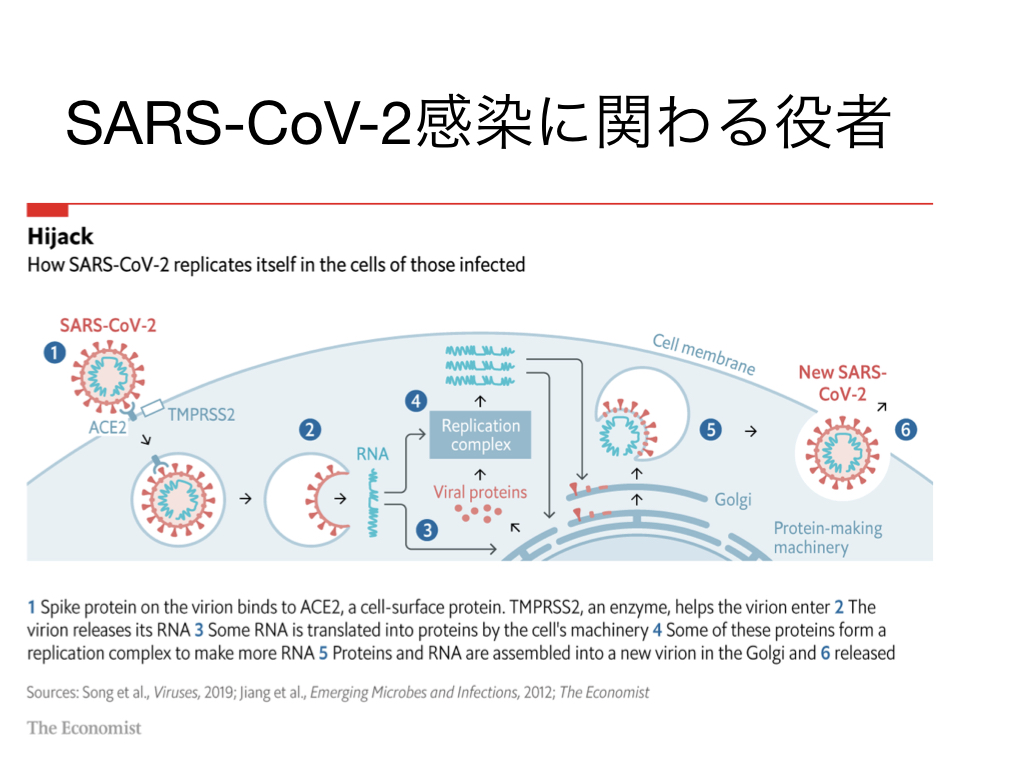 SARS-CoV-2感染に関わる役者
Hijack
How SARS-CoV-2 replicates itself in the cells of those infected
SARS-CoV-2
1
ACE2
TMPRSS2
2
RNA
3
4
Replication
complex
Viral proteins
Cell membrane
5
Golgi
Protein-making
machinery
New SARS-
CoV-2
6
1 Spike protein on the virion binds to ACE2, a cell-surface protein. TMPRSS2, an enzyme, helps the virion enter 2 The
virion releases its RNA 3 Some RNA is translated into proteins by the cell's machinery 4 Some of these proteins form a
replication complex to make more RNA 5 Proteins and RNA are assembled into a new virion in the Golgi and 6 released
Sources: Song et al., Viruses, 2019; Jiang et al., Emerging Microbes and Infections, 2012; The Economist
The Economist